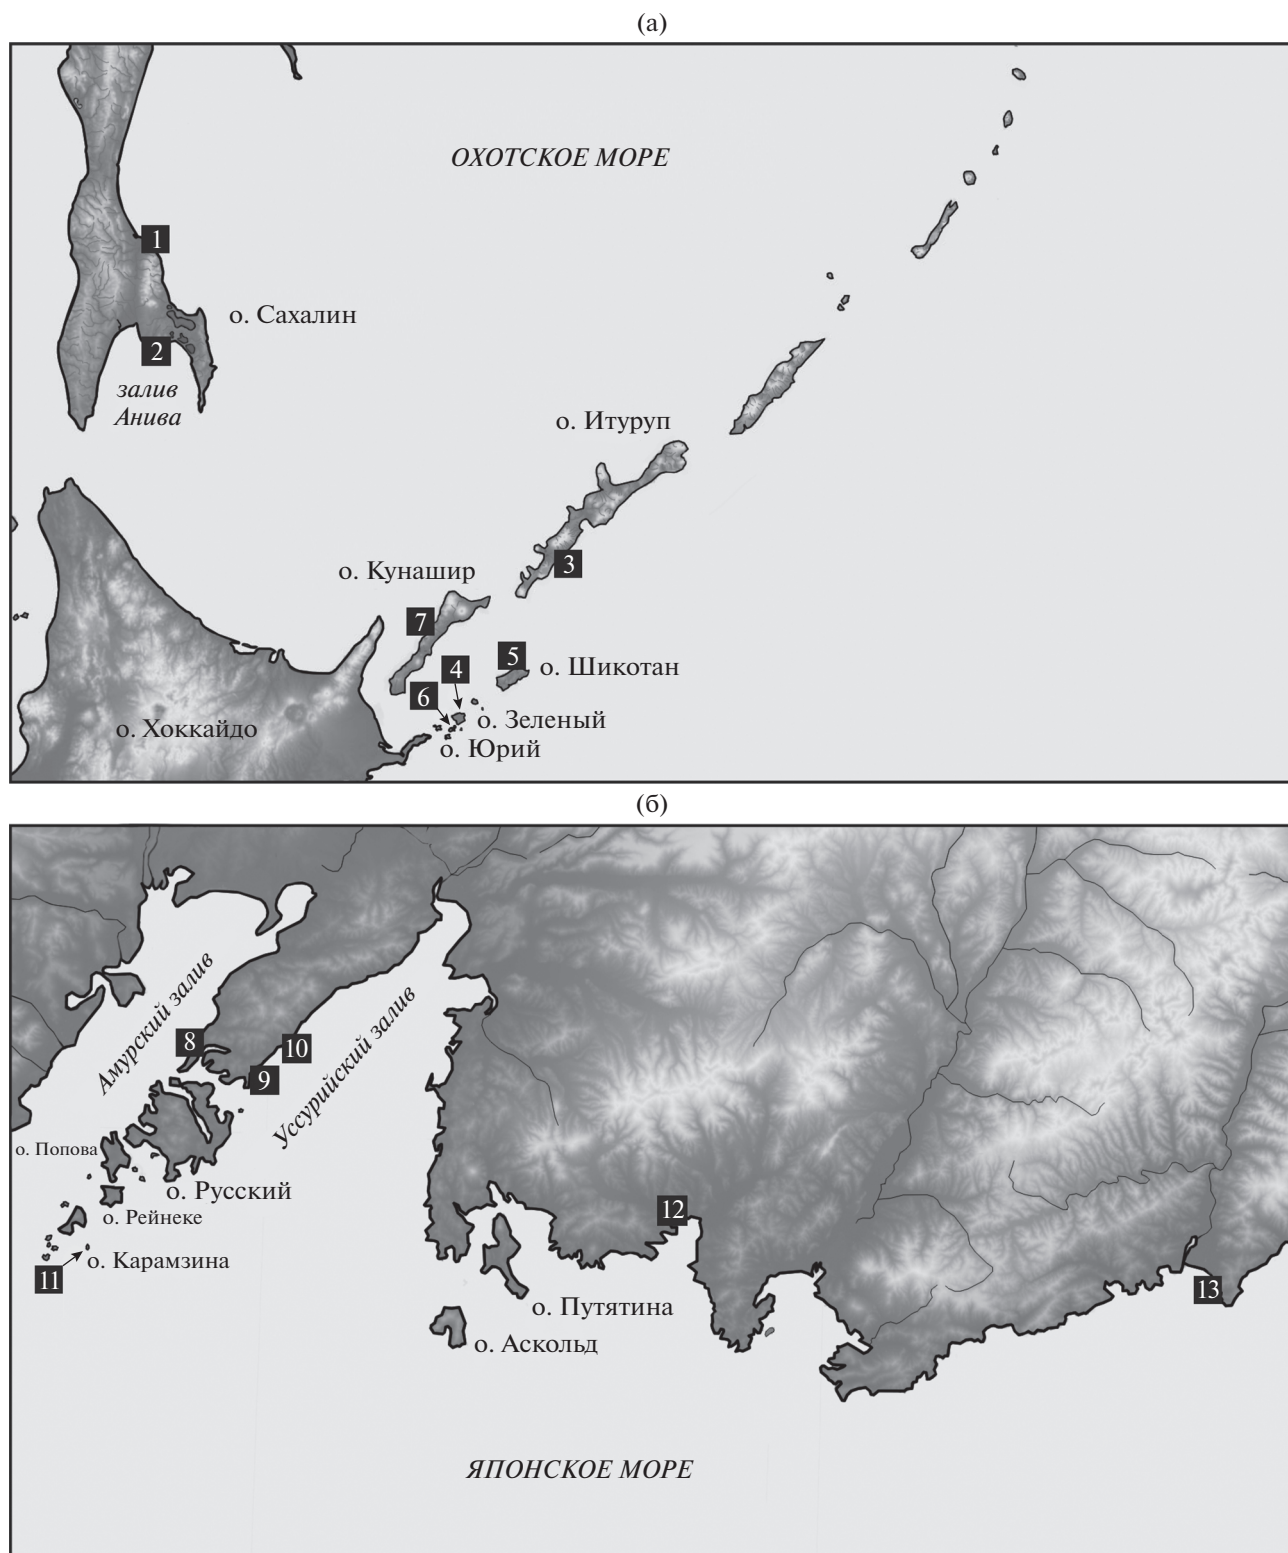 (а)
ОХОТСКОЕ МОРЕ
1
о. Сахалин
2
залив
Анива
о. Итуруп
3
о. Кунашир
7
4
5
о. Шикотан
6
о. Зеленый
о. Хоккайдо
о. Юрий
(б)
Амурский залив
Уссурийский залив
8
10
9
о. Попова
о. Русский
12
о. Рейнеке
о. Карамзина
11
13
о. Путятина
о. Аскольд
ЯПОНСКОЕ МОРЕ